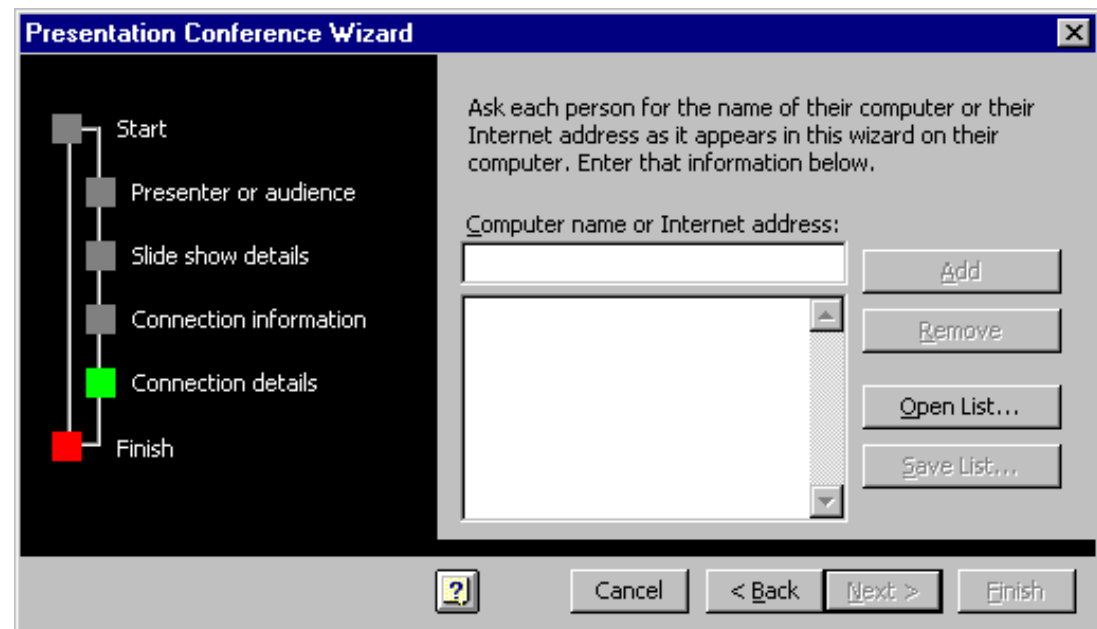 Presentation Conference Wizard
Start
Presenter or audience
Slide show details
Connection information
Connection details
Finish
Ask each person for the name of their computer or their
Internet address as it appears in this wizard on their
computer. Enter that information below.
Computer name or Internet address:
Add
Remove
Open List...
Save List...
?
Cancel
< Back
Next >
Finish